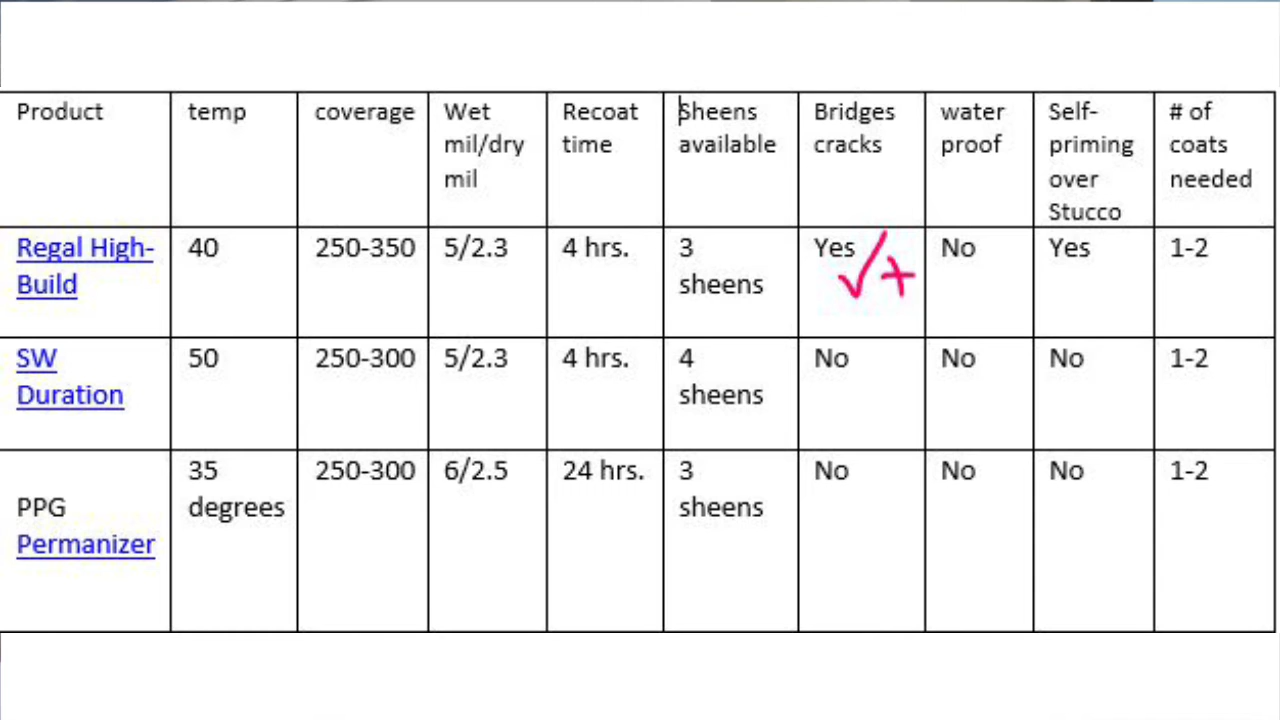 Product temp coverage Wet mil/dry mil Recoat time Sheens available Bridges cracks water proof Self-priming over Stucco # of coats needed
Regal High-Build 40 250-350 5/2.3 4 hrs. 3 sheens Yes √+ No Yes 1-2
SW Duration 50 250-300 5/2.3 4 hrs. 4 sheens No No No 1-2
PPG Permanizer 35 degrees 250-300 6/2.5 24 hrs. 3 sheens No No No 1-2